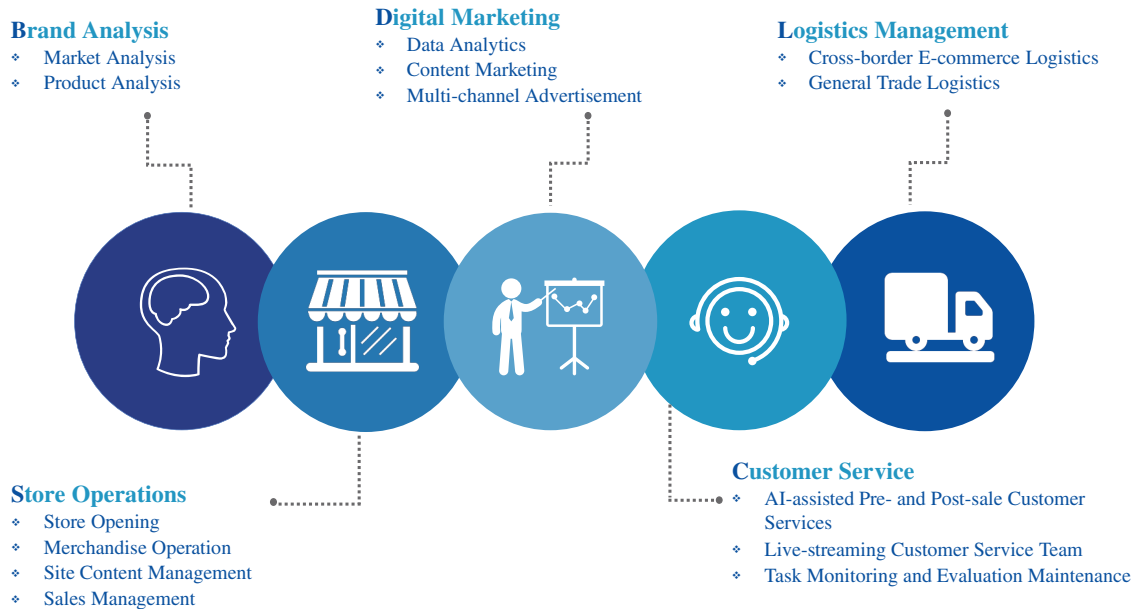 Brand Analysis
❖ Market Analysis
❖ Product Analysis
Digital Marketing
❖ Data Analytics
❖ Content Marketing
❖ Multi-channel Advertisement
Logistics Management
❖ Cross-border E-commerce Logistics
❖ General Trade Logistics
Store Operations
❖ Store Opening
❖ Merchandise Operation
❖ Site Content Management
❖ Sales Management
Customer Service
❖ AI-assisted Pre- and Post-sale Customer
Services
❖ Live-streaming Customer Service Team
❖ Task Monitoring and Evaluation Maintenance